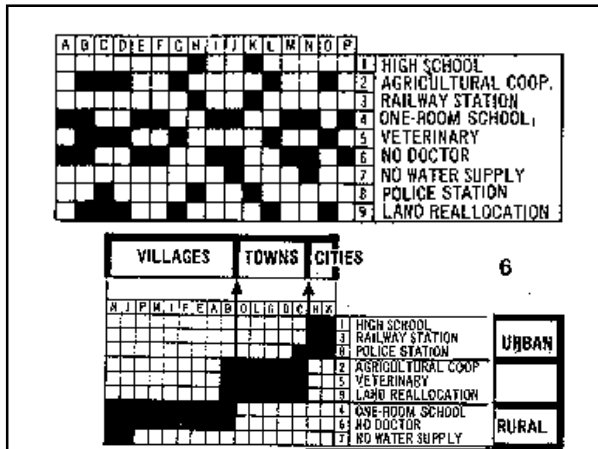 A B C D E F G H I J K L M N O P
1 HIGH SCHOOL
2 AGRICULTURAL COOP.
3 RAILWAY STATION
4 ONE-ROOM SCHOOL
5 VETERINARY
6 NO DOCTOR
7 NO WATER SUPPLY
8 POLICE STATION
9 LAND REALLOCATION
VILLAGES TOWNS CITIES
6
N J P M I F E A B O L G D C H K
1 HIGH SCHOOL
3 RAILWAY STATION
8 POLICE STATION
URBAN
2 AGRICULTURAL COOP
5 VETERINARY
9 LAND REALLOCATION
4 ONE-ROOM SCHOOL
6 NO DOCTOR
7 NO WATER SUPPLY
RURAL